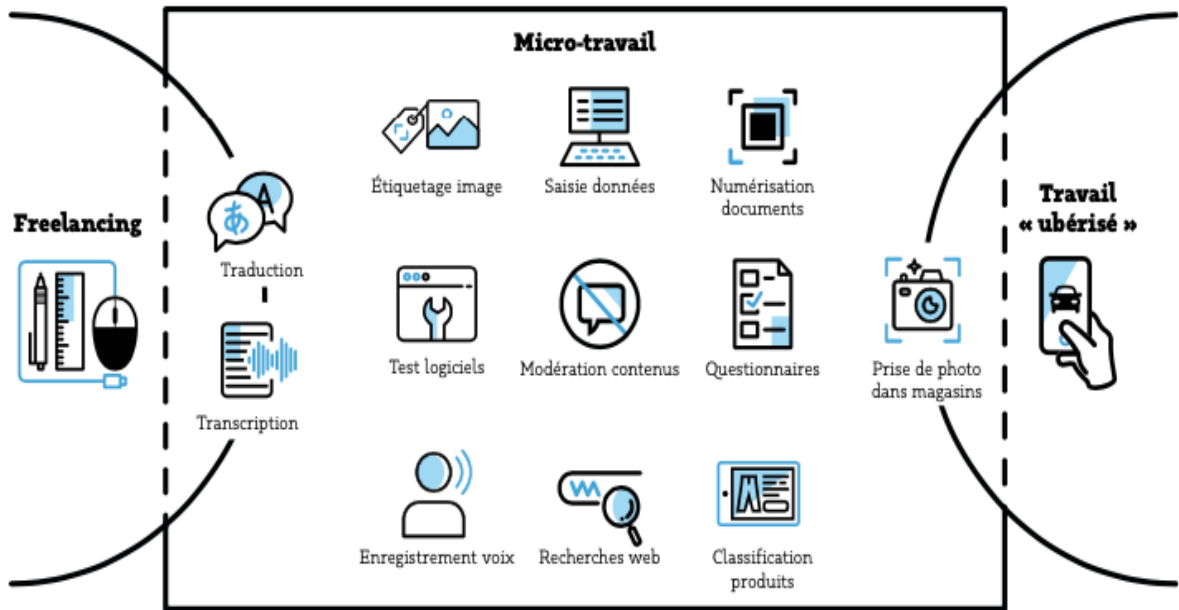 Micro-travail
Étiquetage image
Saisie données
Numérisation
documents
Freelancing
Travail
« ubérisé »
あ A
Traduction
Test logiciels
Modération contenus
Questionnaires
Prise de photo
dans magasins
Transcription
Enregistrement voix
Recherches web
Classification
produits